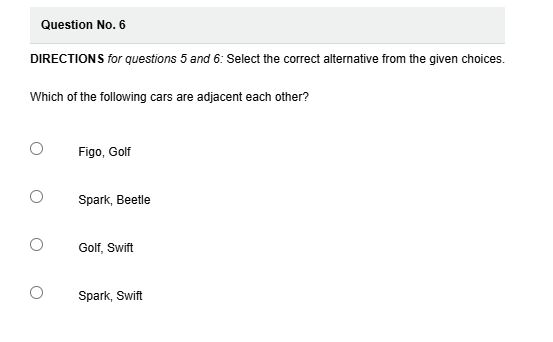 Question No. 6
DIRECTIONS for questions 5 and 6: Select the correct alternative from the given choices.
Which of the following cars are adjacent each other?
Figo, Golf
Spark, Beetle
Golf, Swift
Spark, Swift